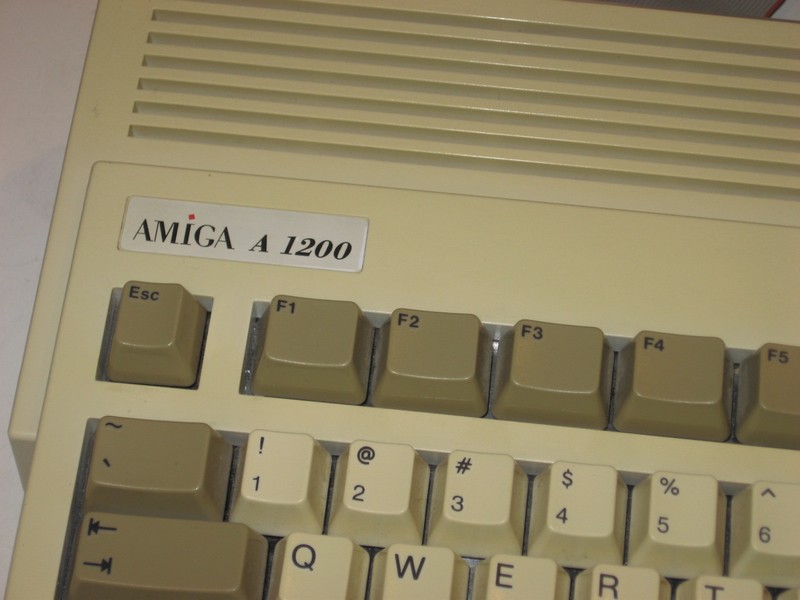 AMIGA A 1200
Esc F1 F2 F3 F4 F5
~ ! @ # $ % ^
` 1 2 3 4 5 6
Q W E R T